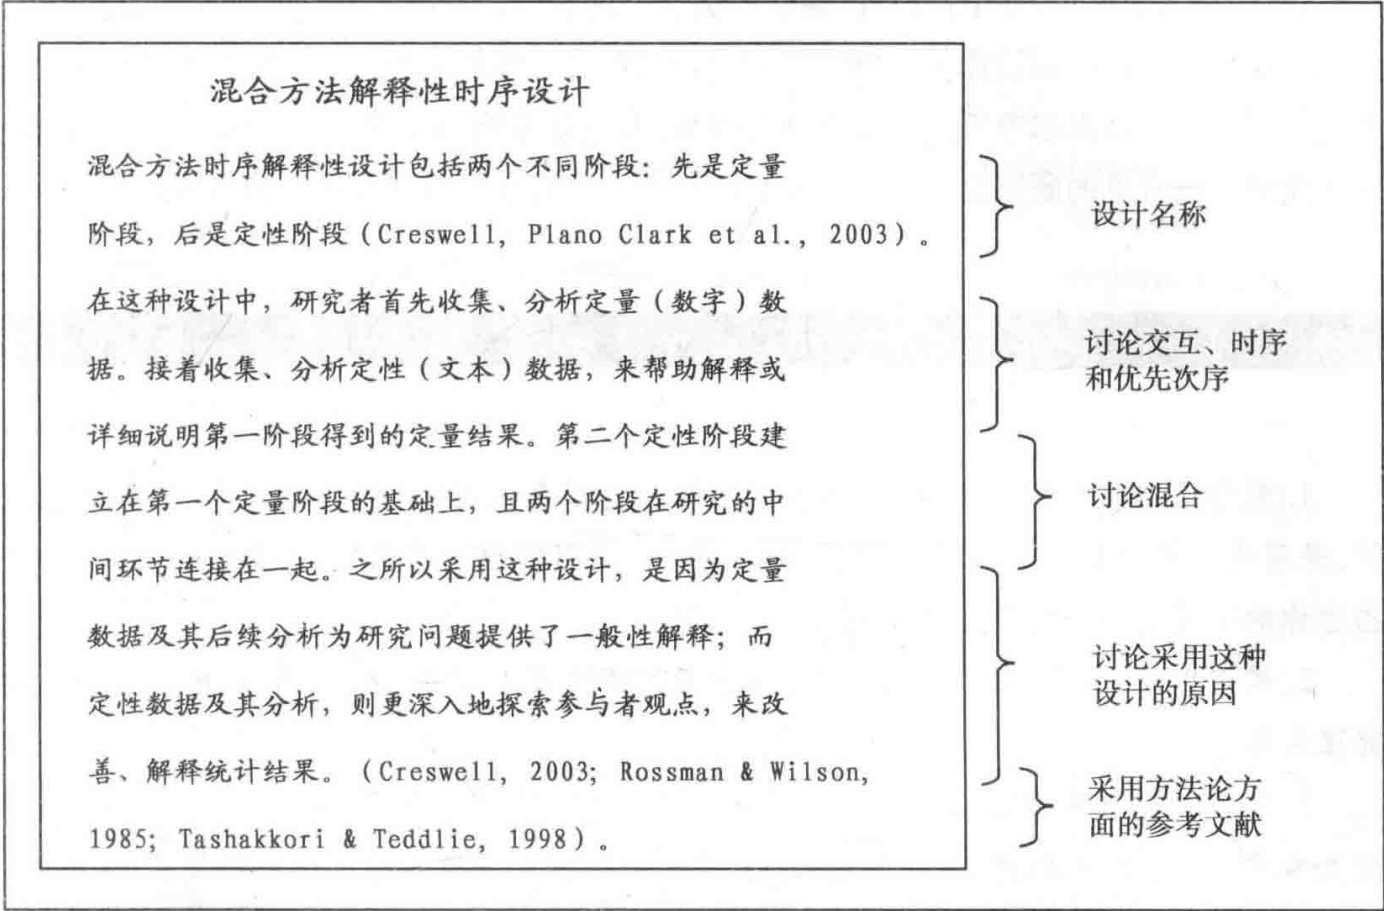 混合方法解释性时序设计
混合方法时序解释性设计包括两个不同阶段：先是定量
阶段，后是定性阶段（Creswell, Plano Clark et al., 2003）。
在这种设计中，研究者首先收集、分析定量（数字）数
据。接着收集、分析定性（文本）数据，来帮助解释或
详细说明第一阶段得到的定量结果。第二个定性阶段建
立在第一个定量阶段的基础上，且两个阶段在研究的中
间环节连接在一起。之所以采用这种设计，是因为定量
数据及其后续分析为研究问题提供了一般性解释；而
定性数据及其分析，则更深入地探索参与者观点，来改
善、解释统计结果。（Creswell, 2003; Rossman & Wilson,
1985; Tashakkori & Teddlie, 1998）。
设计名称
讨论交互、时序
和优先次序
讨论混合
讨论采用这种
设计的原因
采用方法论方
面的参考文献